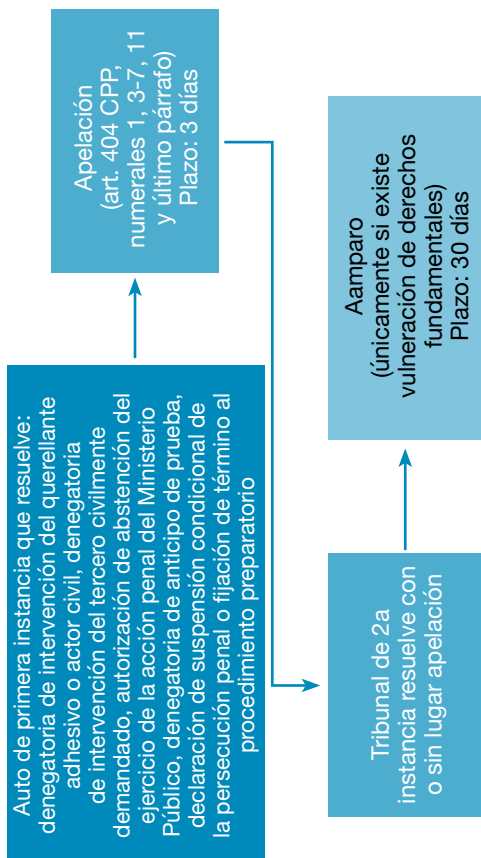 Auto de primera instancia que resuelve:
denegatoria de intervención del querellante
adhesivo o actor civil, denegatoria
de intervención del tercero civilmente
demandado, autorización de abstención del
ejercicio de la acción penal del Ministerio
Público, denegatoria de anticipo de prueba,
declaración de suspensión condicional de
la persecución penal o fijación de término al
procedimiento preparatorio
Apelación
(art. 404 CPP,
numerales 1, 3-7, 11
y último párrafo)
Plazo: 3 días
Tribunal de 2a
instancia resuelve con
o sin lugar apelación
Aamparo
(únicamente si existe
vulneración de derechos
fundamentales)
Plazo: 30 días